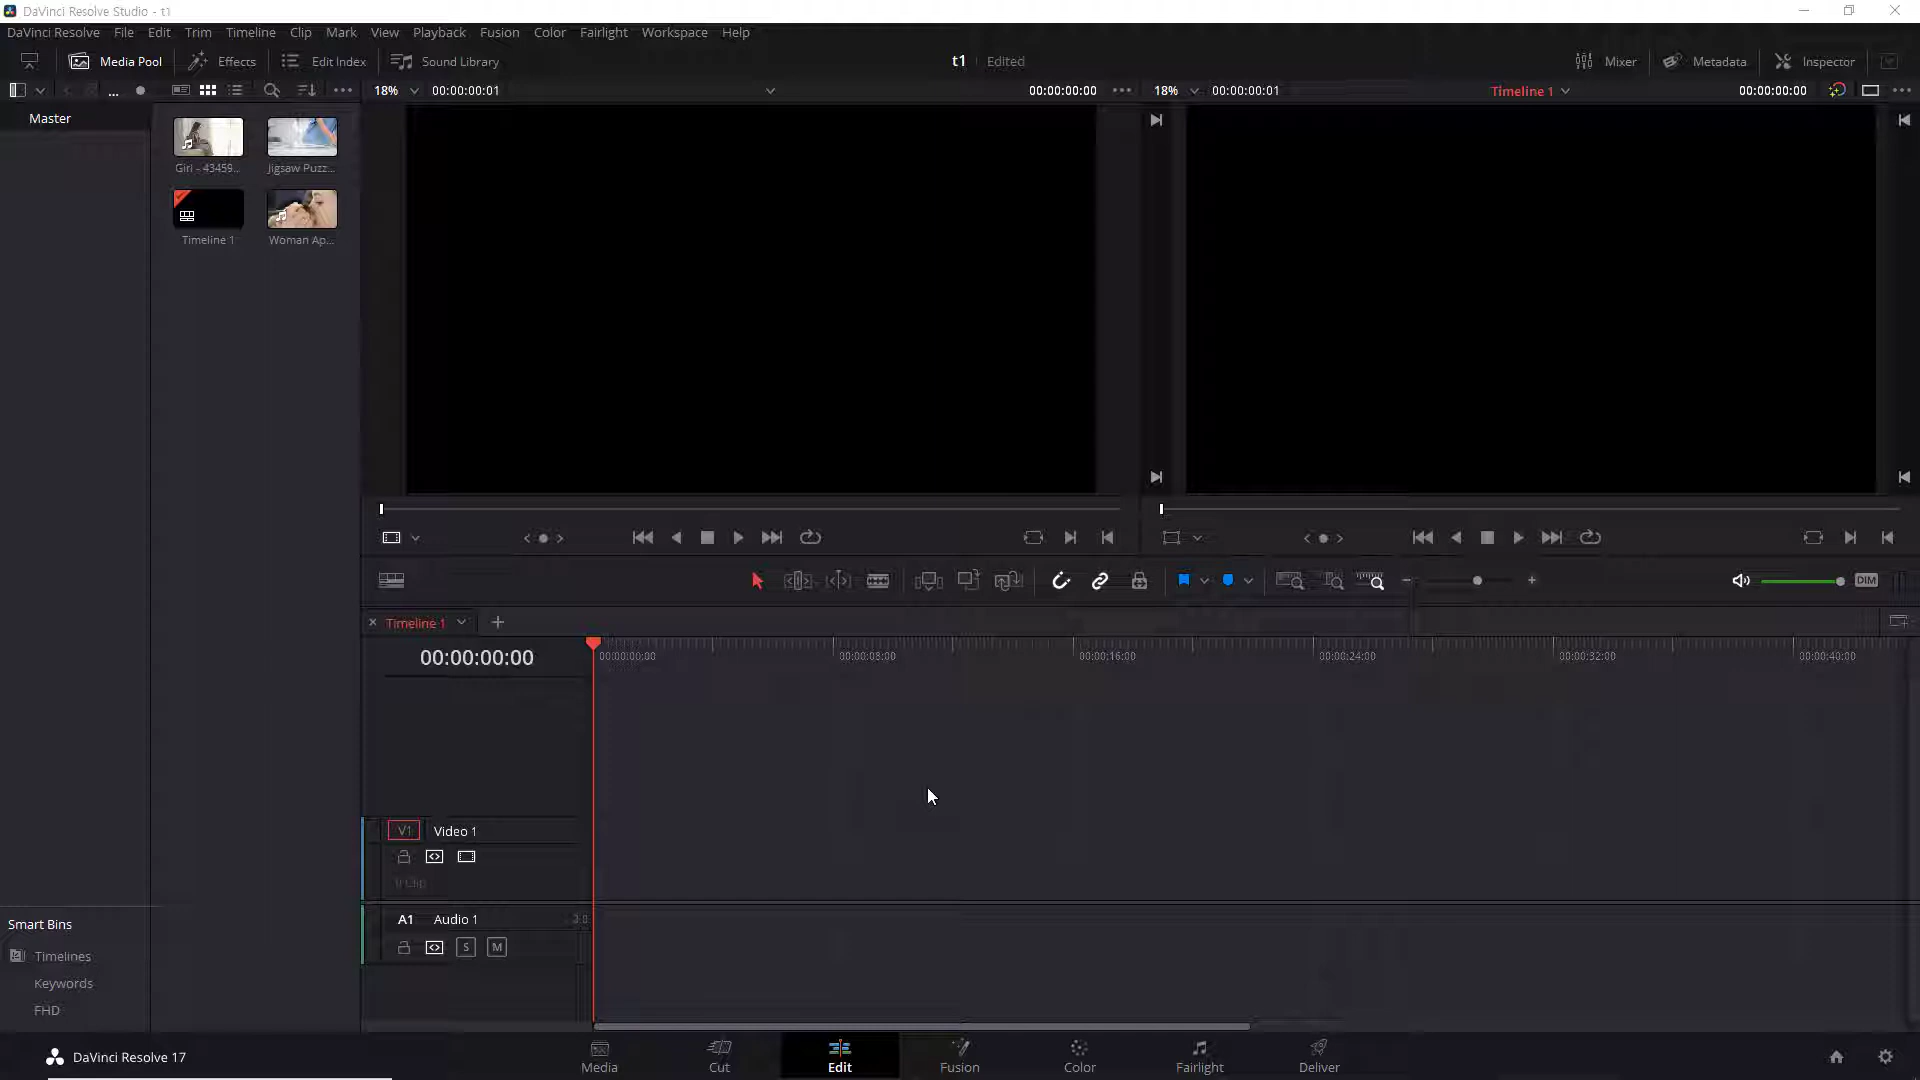 DaVinci Resolve Studio - t1
DaVinci Resolve File Edit Trim Timeline Clip Mark View Playback Fusion Color Fairlight Workspace Help
Media Pool Effects Edit Index Sound Library t1 Edited Mixer Metadata Inspector
... 18% 00:00:00:01 00:00:00:00 18% 00:00:00:01 Timeline 1 00:00:00:00
Master
Girl - 43459... Jigsaw Puzz...
Timeline 1 Woman Ap...
DIM
Timeline 1
00:00:00:00 00:00:00:00 00:00:08:00 00:00:16:00 00:00:24:00 00:00:32:00 00:00:40:00
V1 Video 1
0 Clip
A1 Audio 1 2.0
S M
Smart Bins
Timelines
Keywords
FHD
DaVinci Resolve 17 Media Cut Edit Fusion Color Fairlight Deliver